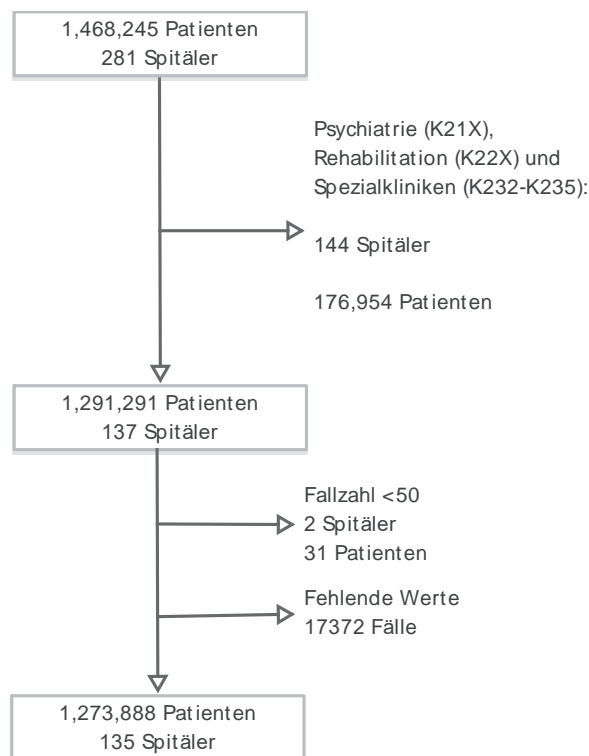 1,468,245 Patienten
281 Spitäler
Psychiatrie (K21X),
Rehabilitation (K22X) und
Spezialkliniken (K232-K235):
144 Spitäler
176,954 Patienten
1,291,291 Patienten
137 Spitäler
Fallzahl <50
2 Spitäler
31 Patienten
Fehlende Werte
17372 Fälle
1,273,888 Patienten
135 Spitäler